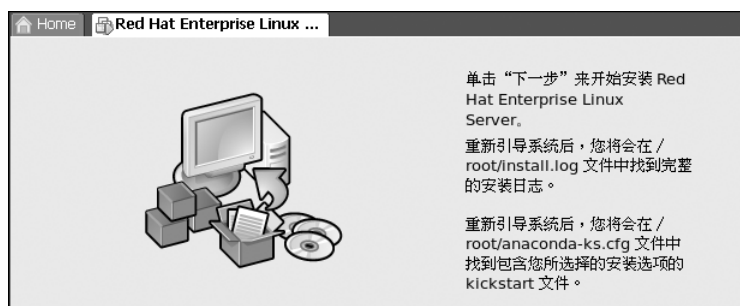 Home
Red Hat Enterprise Linux ...
单击“下一步”来开始安装 Red
Hat Enterprise Linux
Server。
重新引导系统后，您将会在 /
root/install.log 文件中找到完整
的安装日志。
重新引导系统后，您将会在 /
root/anaconda-ks.cfg 文件中
找到包含您所选择的安装选项的
kickstart 文件。